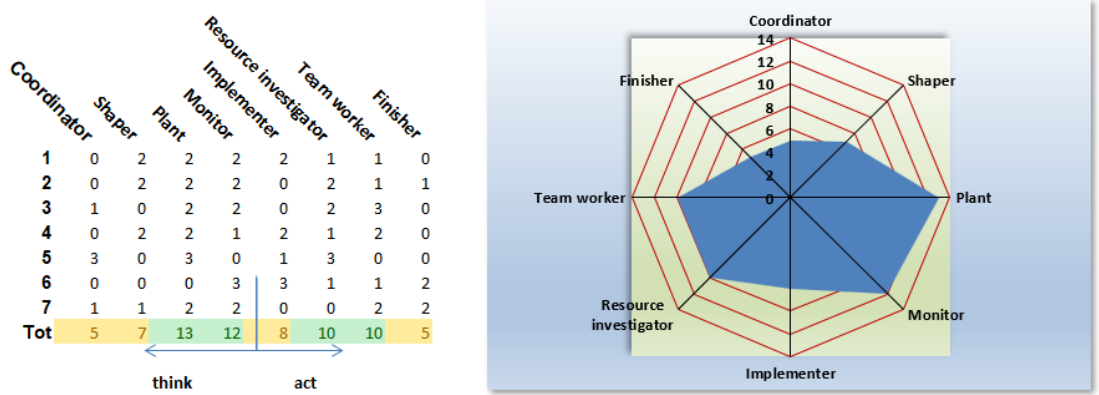 Coordinator Shaper Plant Monitor Implementer Resource investigator Team worker Finisher
1 0 2 2 2 2 1 1 0
2 0 2 2 2 0 2 1 1
3 1 0 2 2 0 2 3 0
4 0 2 2 1 2 1 2 0
5 3 0 3 0 1 3 0 0
6 0 0 0 3 3 1 1 2
7 1 1 2 2 0 0 2 2
Tot 5 7 13 12 8 10 10 5
think act
Coordinator
14
12
10
8
6
4
2
0
Finisher
Shaper
Team worker
Plant
Resource
investigator
Monitor
Implementer